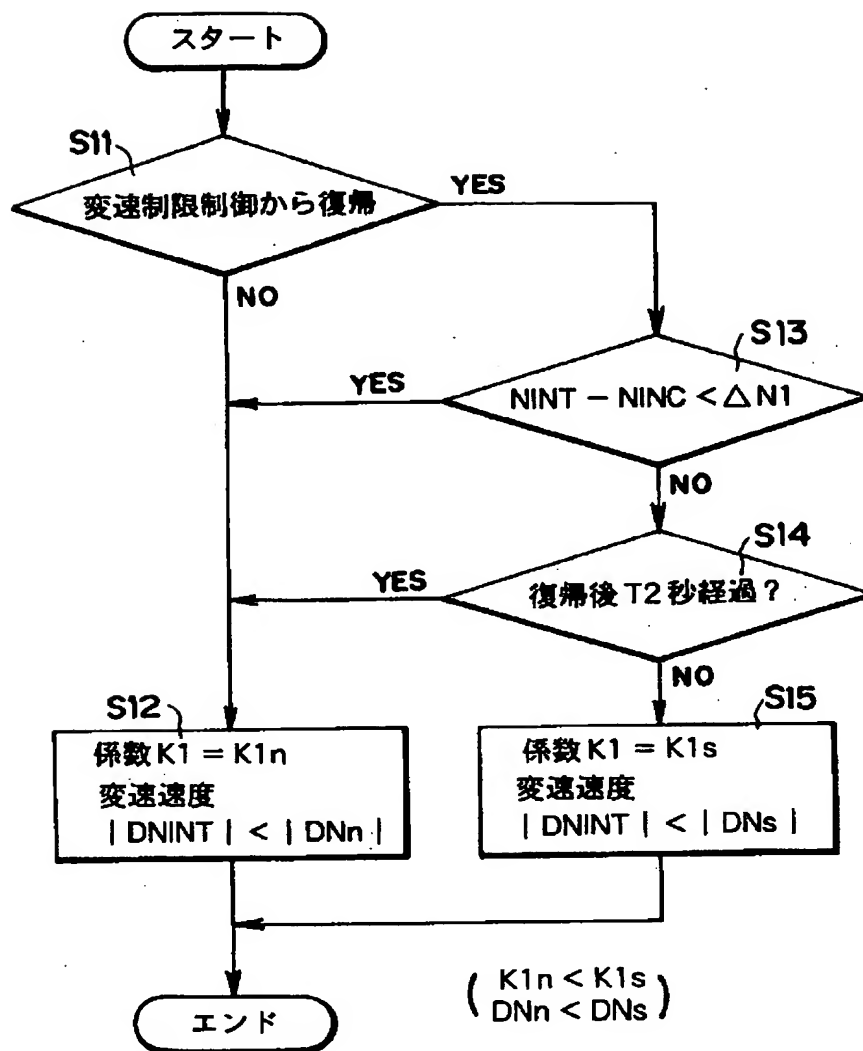 スタート
S11
変速制限制御から復帰
YES
NO
S13
NINT − NINC < △N1
YES
NO
S14
復帰後T2秒経過?
YES
NO
S12
係数K1 = K1n
変速速度
| DNINT | < | DNn |
S15
係数K1 = K1s
変速速度
| DNINT | < | DNs |
エンド
( K1n < K1s
DNn < DNs )